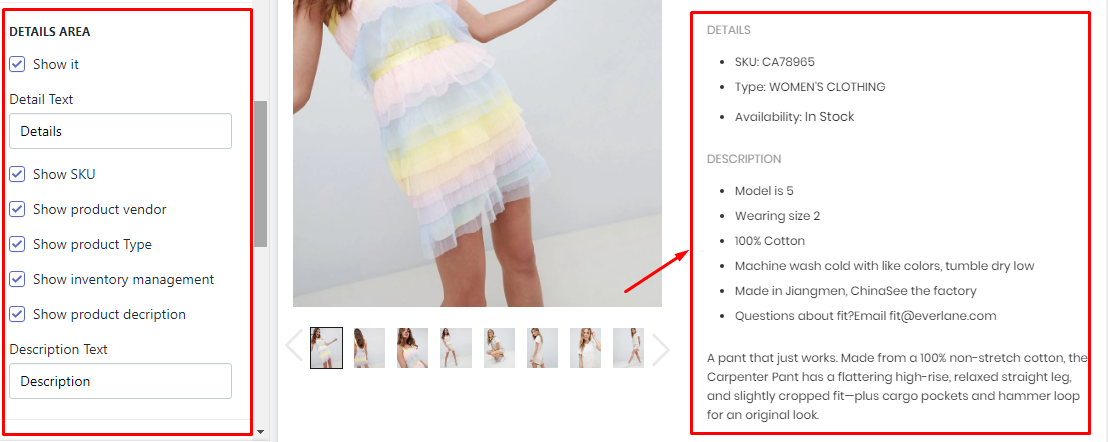 DETAILS AREA
Show it
Detail Text
Details
Show SKU
Show product vendor
Show product Type
Show inventory management
Show product decription
Description Text
Description
DETAILS
SKU: CA78965
Type: WOMEN'S CLOTHING
Availability: In Stock
DESCRIPTION
Model is 5
Wearing size 2
100% Cotton
Machine wash cold with like colors, tumble dry low
Made in Jiangmen, ChinaSee the factory
Questions about fit?Email fit@everlane.com
A pant that just works. Made from a 100% non-stretch cotton, the
Carpenter Pant has a flattering high-rise, relaxed straight leg,
and slightly cropped fit—plus cargo pockets and hammer loop
for an original look.